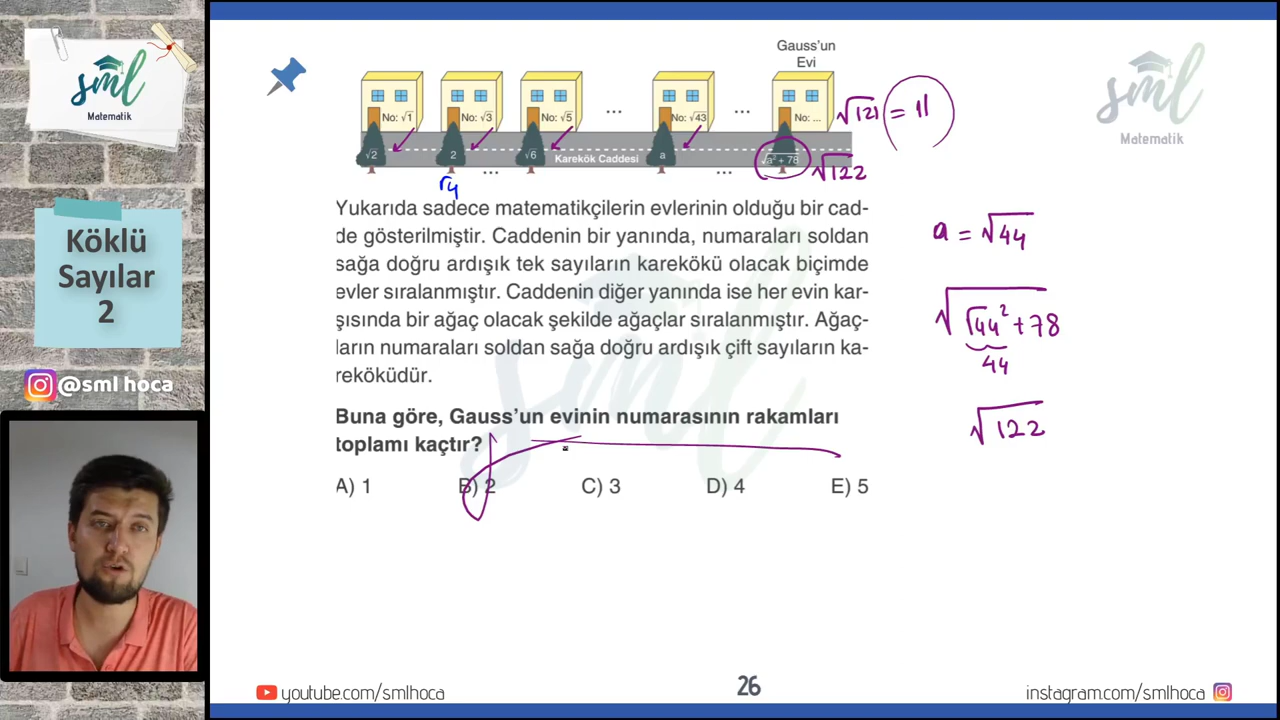 sml
Matematik
Köklü
Sayılar
2
@sml hoca
Gauss'un
Evi
No: √1
No: √3
No: √5
...
No: √43
...
No: ...
√121 = 11
√2
2
√6
Karekök Caddesi
a
√a² + 78
√122
√4
...
...
Yukarıda sadece matematikçilerin evlerinin olduğu bir cad-
de gösterilmiştir. Caddenin bir yanında, numaraları soldan
sağa doğru ardışık tek sayıların karekökü olacak biçimde
evler sıralanmıştır. Caddenin diğer yanında ise her evin kar-
şısında bir ağaç olacak şekilde ağaçlar sıralanmıştır. Ağaç-
ların numaraları soldan sağa doğru ardışık çift sayıların ka-
reköküdür.
Buna göre, Gauss'un evinin numarasının rakamları
toplamı kaçtır?
A) 1 B) 2 C) 3 D) 4 E) 5
sml
Matematik
a = √44
√√44² + 78
44
√122
sml
youtube.com/smlhoca
26
instagram.com/smlhoca